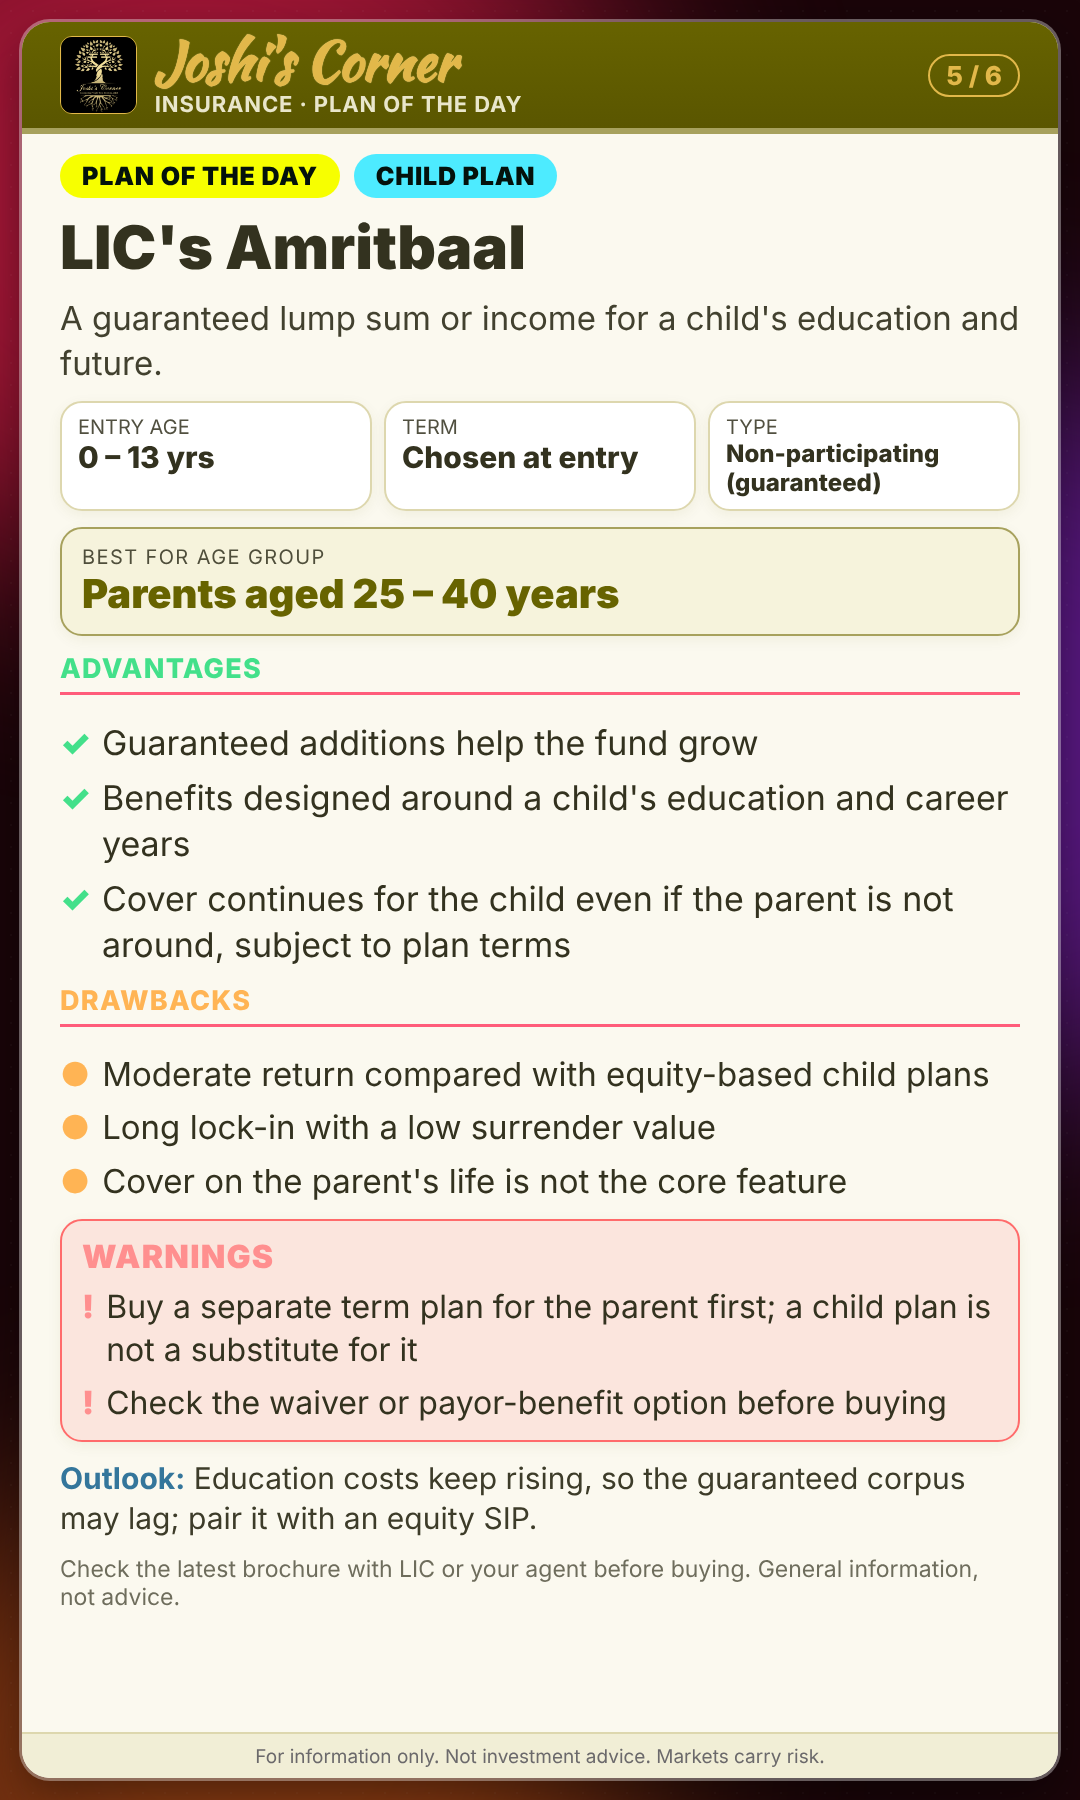 Joshi's Corner
Joshi's Corner
INSURANCE · PLAN OF THE DAY
5 / 6
PLAN OF THE DAY
CHILD PLAN
LIC's Amritbaal
A guaranteed lump sum or income for a child's education and
future.
ENTRY AGE
0 – 13 yrs
TERM
Chosen at entry
TYPE
Non-participating
(guaranteed)
BEST FOR AGE GROUP
Parents aged 25 – 40 years
ADVANTAGES
✓ Guaranteed additions help the fund grow
✓ Benefits designed around a child's education and career
years
✓ Cover continues for the child even if the parent is not
around, subject to plan terms
DRAWBACKS
● Moderate return compared with equity-based child plans
● Long lock-in with a low surrender value
● Cover on the parent's life is not the core feature
WARNINGS
! Buy a separate term plan for the parent first; a child plan is
not a substitute for it
! Check the waiver or payor-benefit option before buying
Outlook: Education costs keep rising, so the guaranteed corpus
may lag; pair it with an equity SIP.
Check the latest brochure with LIC or your agent before buying. General information,
not advice.
For information only. Not investment advice. Markets carry risk.